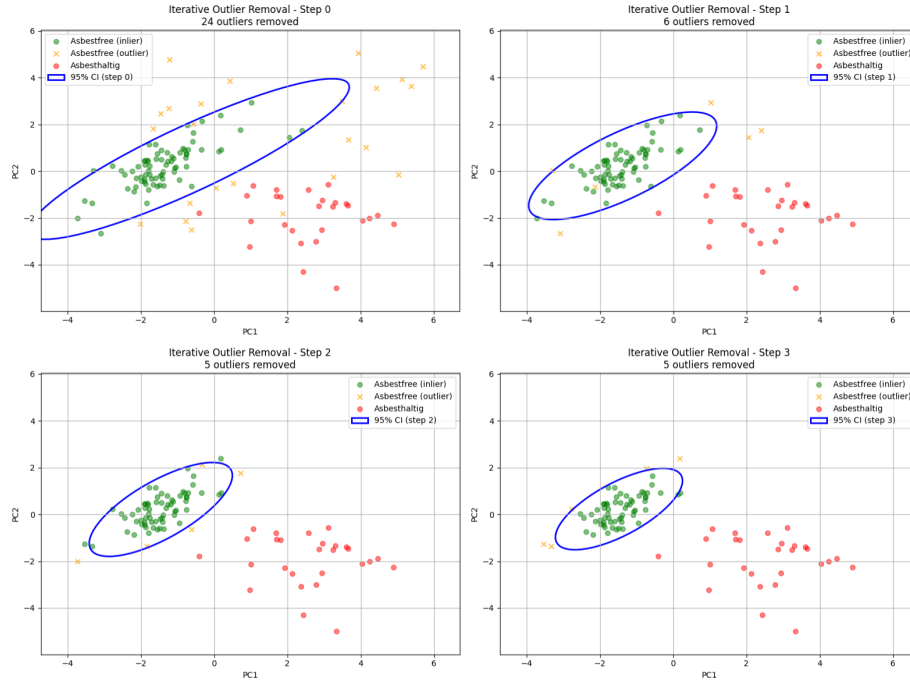 Iterative Outlier Removal - Step 0
24 outliers removed
Asbestfree (inlier)
Asbestfree (outlier)
Asbesthaltig
95% CI (step 0)
6
4
2
0
−2
−4
PC2
−4
−2
0
2
4
6
PC1
Iterative Outlier Removal - Step 1
6 outliers removed
Asbestfree (inlier)
Asbestfree (outlier)
Asbesthaltig
95% CI (step 1)
6
4
2
0
−2
−4
PC2
−4
−2
0
2
4
6
PC1
Iterative Outlier Removal - Step 2
5 outliers removed
Asbestfree (inlier)
Asbestfree (outlier)
Asbesthaltig
95% CI (step 2)
6
4
2
0
−2
−4
PC2
−4
−2
0
2
4
6
PC1
Iterative Outlier Removal - Step 3
5 outliers removed
Asbestfree (inlier)
Asbestfree (outlier)
Asbesthaltig
95% CI (step 3)
6
4
2
0
−2
−4
PC2
−4
−2
0
2
4
6
PC1